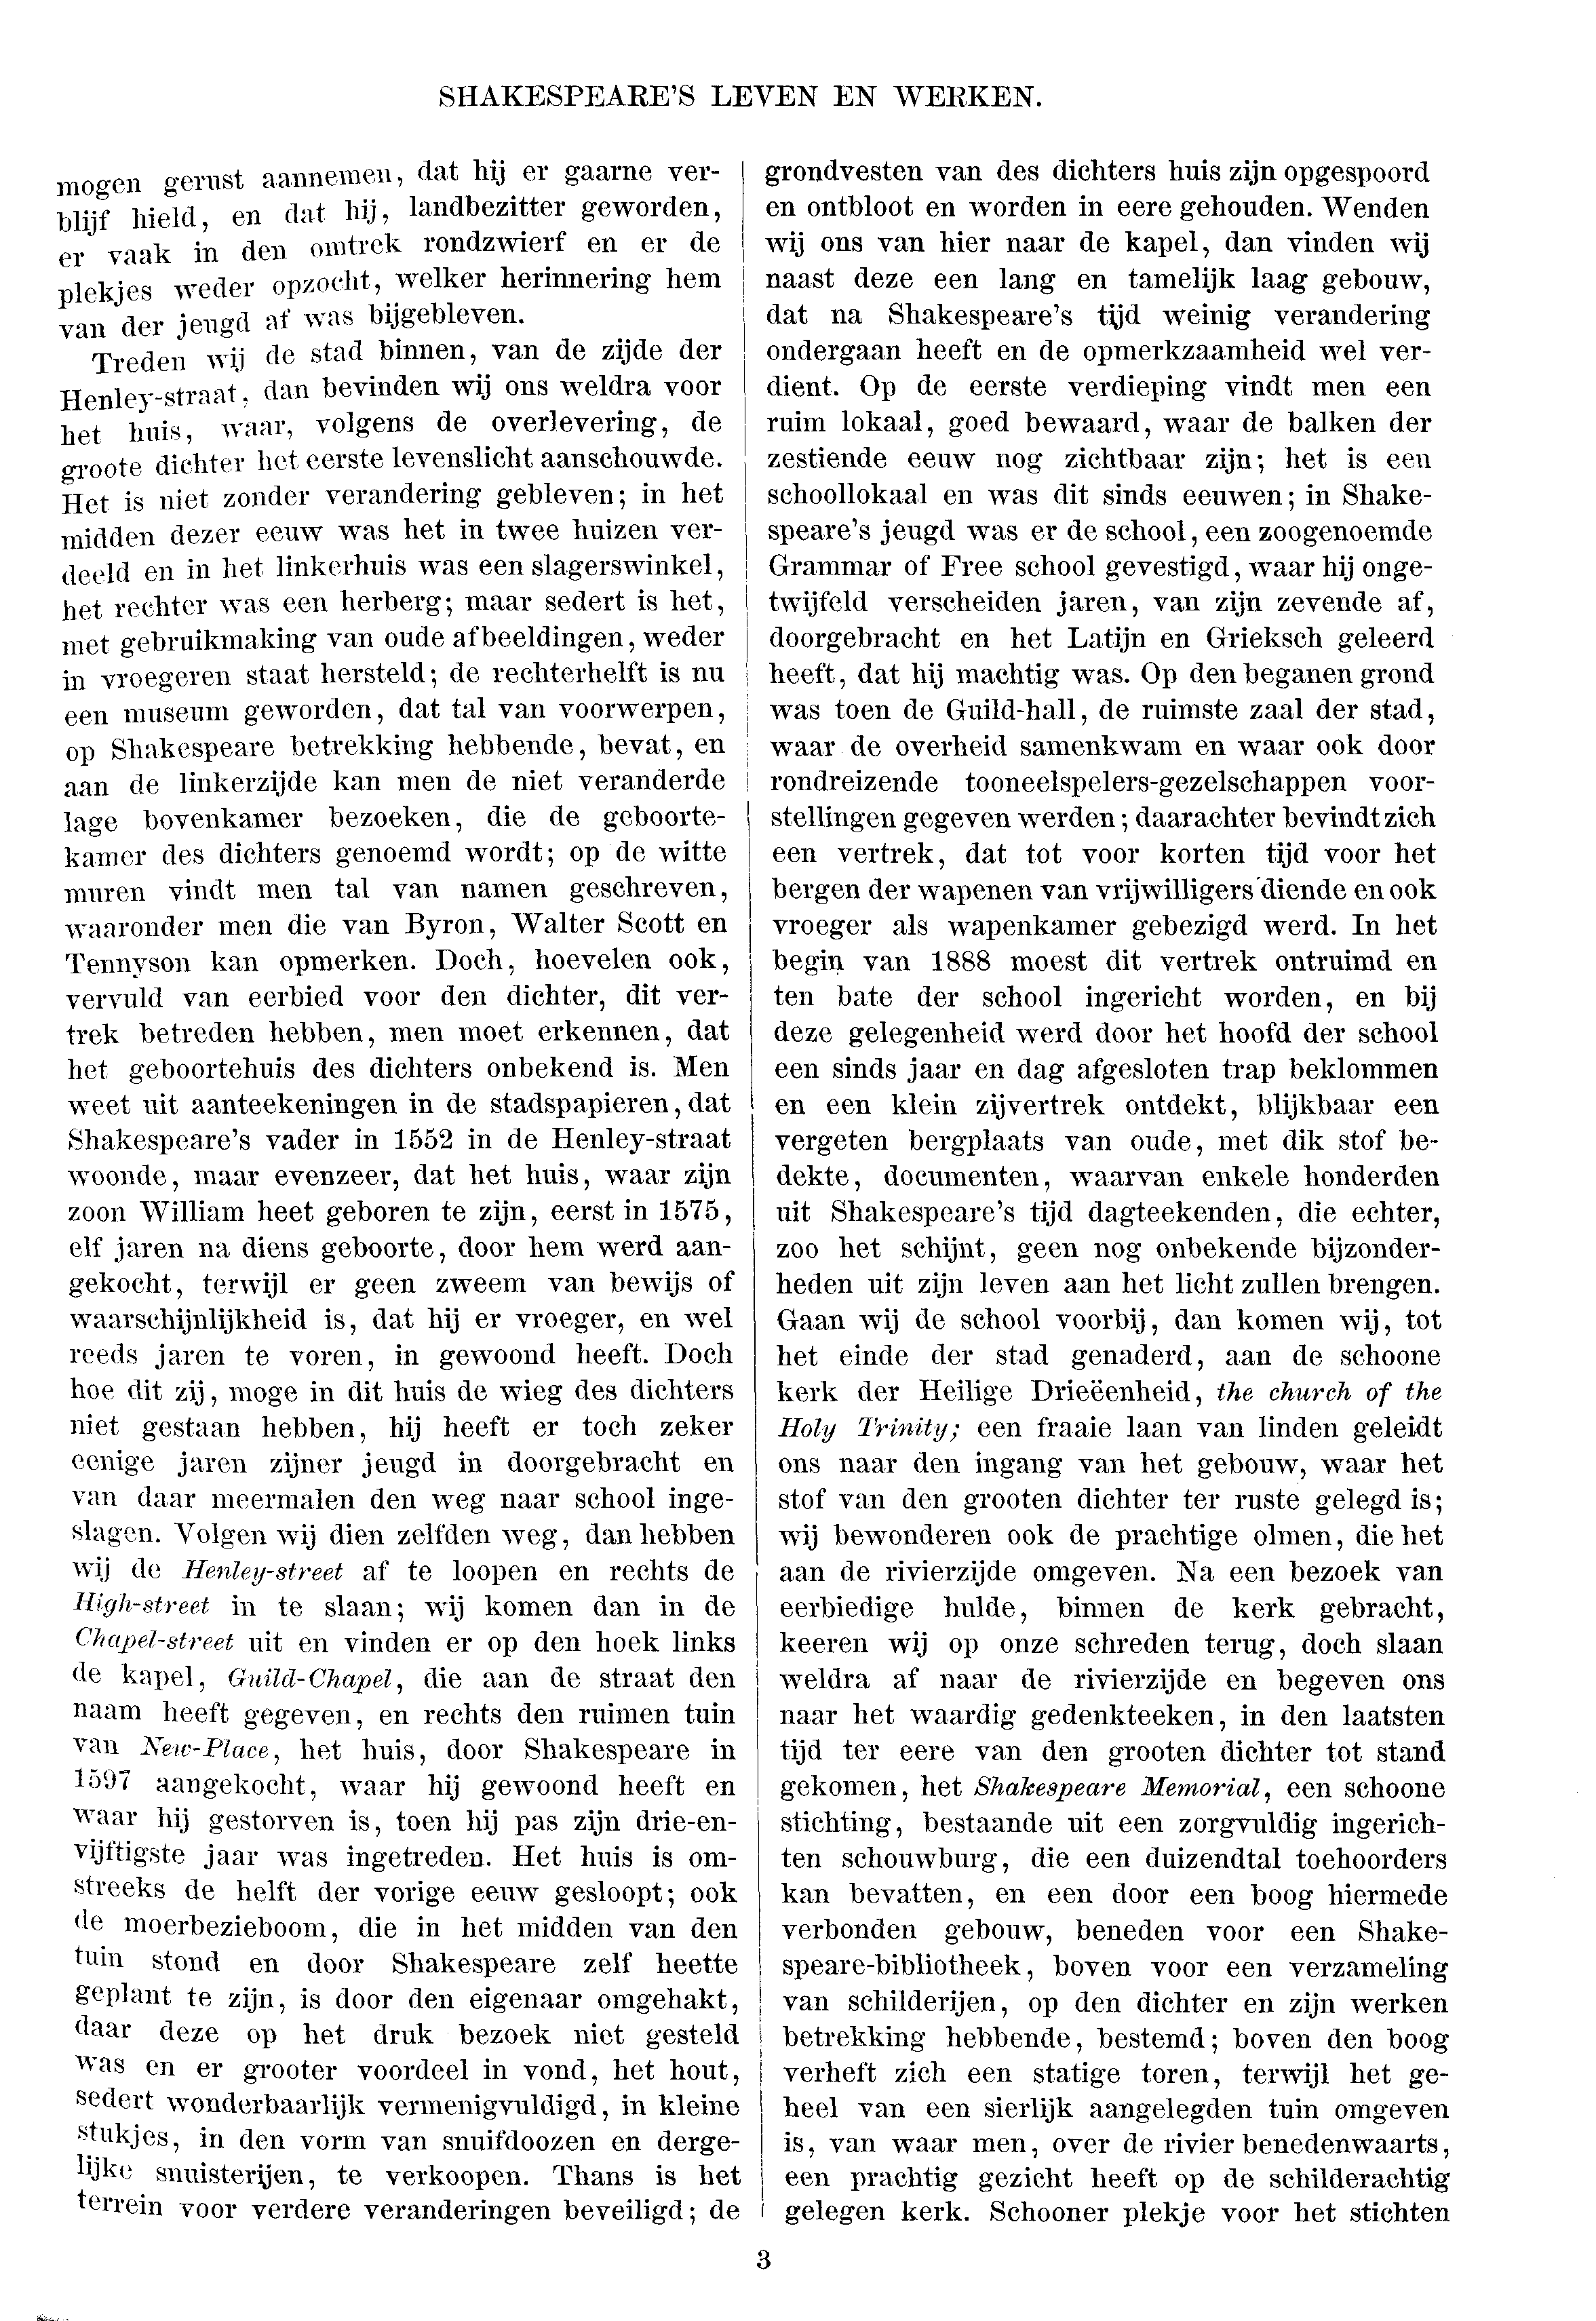 SHAKESPEARE'S LEVEN EN WERKEN.
mogen gerust aannemen, dat hij er gaarne ver-
blijf hield, en dat hij, landbezitter geworden,
er vaak in den omtrek rondzwierf en er de
plekjes weder opzocht, welker herinnering hem
van der jeugd af was bijgebleven.
Treden wij de stad binnen, van de zijde der
Henley-straat, dan bevinden wij ons weldra voor
het huis, waar, volgens de overlevering, de
groote dichter het eerste levenslicht aanschouwde.
Het is niet zonder verandering gebleven; in het
midden dezer eeuw was het in twee huizen ver-
deeld en in het linkerhuis was een slagerswinkel,
het rechter was een herberg; maar sedert is het,
met gebruikmaking van oude afbeeldingen, weder
in vroegeren staat hersteld; de rechterhelft is nu
een museum geworden, dat tal van voorwerpen,
op Shakespeare betrekking hebbende, bevat, en
aan de linkerzijde kan men de niet veranderde
lage bovenkamer bezoeken, die de geboorte-
kamer des dichters genoemd wordt; op de witte
muren vindt men tal van namen geschreven,
waaronder men die van Byron, Walter Scott en
Tennyson kan opmerken. Doch, hoevelen ook,
vervuld van eerbied voor den dichter, dit ver-
trek betreden hebben, men moet erkennen, dat
het geboortehuis des dichters onbekend is. Men
weet uit aanteekeningen in de stadspapieren, dat
Shakespeare's vader in 1552 in de Henley-straat
woonde, maar evenzeer, dat het huis, waar zijn
zoon William heet geboren te zijn, eerst in 1575,
elf jaren na diens geboorte, door hem werd aan-
gekocht, terwijl er geen zweem van bewijs of
waarschijnlijkheid is, dat hij er vroeger, en wel
reeds jaren te voren, in gewoond heeft. Doch
hoe dit zij, moge in dit huis de wieg des dichters
niet gestaan hebben, hij heeft er toch zeker
eenige jaren zijner jeugd in doorgebracht en
van daar meermalen den weg naar school inge-
slagen. Volgen wij dien zelfden weg, dan hebben
wij de Henley-street af te loopen en rechts de
High-street in te slaan; wij komen dan in de
Chapel-street uit en vinden er op den hoek links
de kapel, Guild-Chapel, die aan de straat den
naam heeft gegeven, en rechts den ruimen tuin
van New-Place, het huis, door Shakespeare in
1597 aangekocht, waar hij gewoond heeft en
waar hij gestorven is, toen hij pas zijn drie-en-
vijftigste jaar was ingetreden. Het huis is om-
streeks de helft der vorige eeuw gesloopt; ook
de moerbezieboom, die in het midden van den
tuin stond en door Shakespeare zelf heette
geplant te zijn, is door den eigenaar omgehakt,
daar deze op het druk bezoek niet gesteld
was en er grooter voordeel in vond, het hout,
sedert wonderbaarlijk vermenigvuldigd, in kleine
stukjes, in den vorm van snuifdoozen en derge-
lijke snuisterijen, te verkoopen. Thans is het
terrein voor verdere veranderingen beveiligd; de
grondvesten van des dichters huis zijn opgespoord
en ontbloot en worden in eere gehouden. Wenden
wij ons van hier naar de kapel, dan vinden wij
naast deze een lang en tamelijk laag gebouw,
dat na Shakespeare's tijd weinig verandering
ondergaan heeft en de opmerkzaamheid wel ver-
dient. Op de eerste verdieping vindt men een
ruim lokaal, goed bewaard, waar de balken der
zestiende eeuw nog zichtbaar zijn; het is een
schoollokaal en was dit sinds eeuwen; in Shake-
speare's jeugd was er de school, een zoogenoemde
Grammar of Free school gevestigd, waar hij onge-
twijfeld verscheiden jaren, van zijn zevende af,
doorgebracht en het Latijn en Grieksch geleerd
heeft, dat hij machtig was. Op den beganen grond
was toen de Guild-hall, de ruimste zaal der stad,
waar de overheid samenkwam en waar ook door
rondreizende tooneelspelers-gezelschappen voor-
stellingen gegeven werden; daarachter bevindt zich
een vertrek, dat tot voor korten tijd voor het
bergen der wapenen van vrijwilligers diende en ook
vroeger als wapenkamer gebezigd werd. In het
begin van 1888 moest dit vertrek ontruimd en
ten bate der school ingericht worden, en bij
deze gelegenheid werd door het hoofd der school
een sinds jaar en dag afgesloten trap beklommen
en een klein zijvertrek ontdekt, blijkbaar een
vergeten bergplaats van oude, met dik stof be-
dekte, documenten, waarvan enkele honderden
uit Shakespeare's tijd dagteekenden, die echter,
zoo het schijnt, geen nog onbekende bijzonder-
heden uit zijn leven aan het licht zullen brengen.
Gaan wij de school voorbij, dan komen wij, tot
het einde der stad genaderd, aan de schoone
kerk der Heilige Drieëenheid, the church of the
Holy Trinity; een fraaie laan van linden geleidt
ons naar den ingang van het gebouw, waar het
stof van den grooten dichter ter ruste gelegd is;
wij bewonderen ook de prachtige olmen, die het
aan de rivierzijde omgeven. Na een bezoek van
eerbiedige hulde, binnen de kerk gebracht,
keeren wij op onze schreden terug, doch slaan
weldra af naar de rivierzijde en begeven ons
naar het waardig gedenkteeken, in den laatsten
tijd ter eere van den grooten dichter tot stand
gekomen, het Shakespeare Memorial, een schoone
stichting, bestaande uit een zorgvuldig ingerich-
ten schouwburg, die een duizendtal toehoorders
kan bevatten, en een door een boog hiermede
verbonden gebouw, beneden voor een Shake-
speare-bibliotheek, boven voor een verzameling
van schilderijen, op den dichter en zijn werken
betrekking hebbende, bestemd; boven den boog
verheft zich een statige toren, terwijl het ge-
heel van een sierlijk aangelegden tuin omgeven
is, van waar men, over de rivier benedenwaarts,
een prachtig gezicht heeft op de schilderachtig
gelegen kerk. Schooner plekje voor het stichten
3